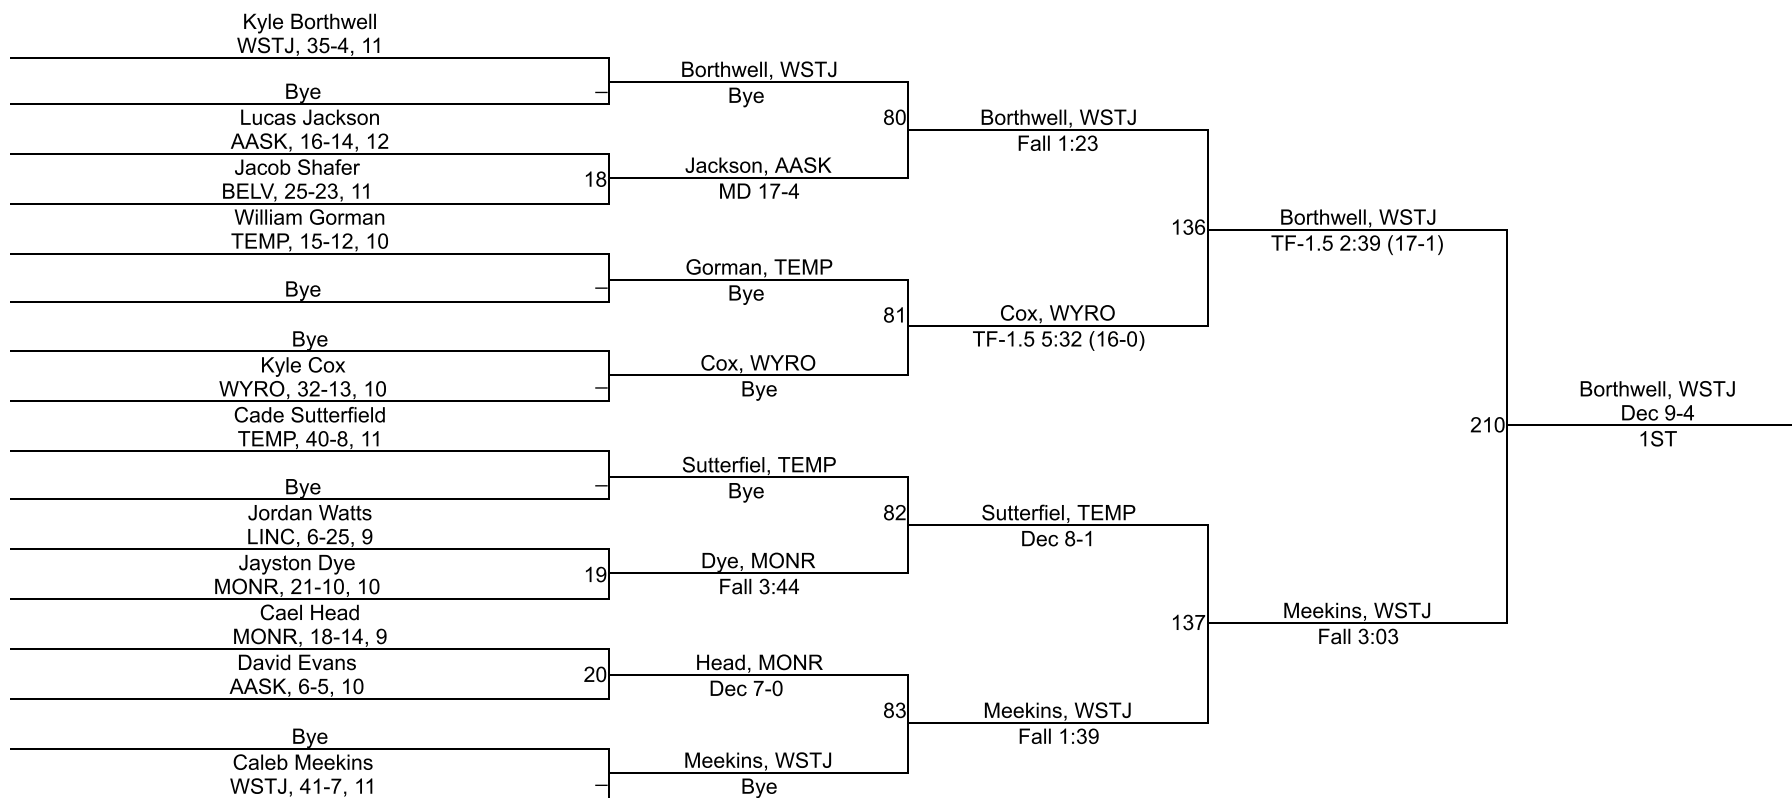 Kyle Borthwell
WSTJ, 35-4, 11
Bye
Lucas Jackson
AASK, 16-14, 12
Jacob Shafer
BELV, 25-23, 11
William Gorman
TEMP, 15-12, 10
Bye
Bye
Kyle Cox
WYRO, 32-13, 10
Cade Sutterfield
TEMP, 40-8, 11
Bye
Jordan Watts
LINC, 6-25, 9
Jayston Dye
MONR, 21-10, 10
Cael Head
MONR, 18-14, 9
David Evans
AASK, 6-5, 10
Bye
Caleb Meekins
WSTJ, 41-7, 11
–
18
–
–
–
19
20
–
Borthwell, WSTJ
Bye
Jackson, AASK
MD 17-4
Gorman, TEMP
Bye
Cox, WYRO
Bye
Sutterfiel, TEMP
Bye
Dye, MONR
Fall 3:44
Head, MONR
Dec 7-0
Meekins, WSTJ
Bye
80
81
82
83
Borthwell, WSTJ
Fall 1:23
Cox, WYRO
TF-1.5 5:32 (16-0)
Sutterfiel, TEMP
Dec 8-1
Meekins, WSTJ
Fall 1:39
136
137
Borthwell, WSTJ
TF-1.5 2:39 (17-1)
Meekins, WSTJ
Fall 3:03
210
Borthwell, WSTJ
Dec 9-4
1ST